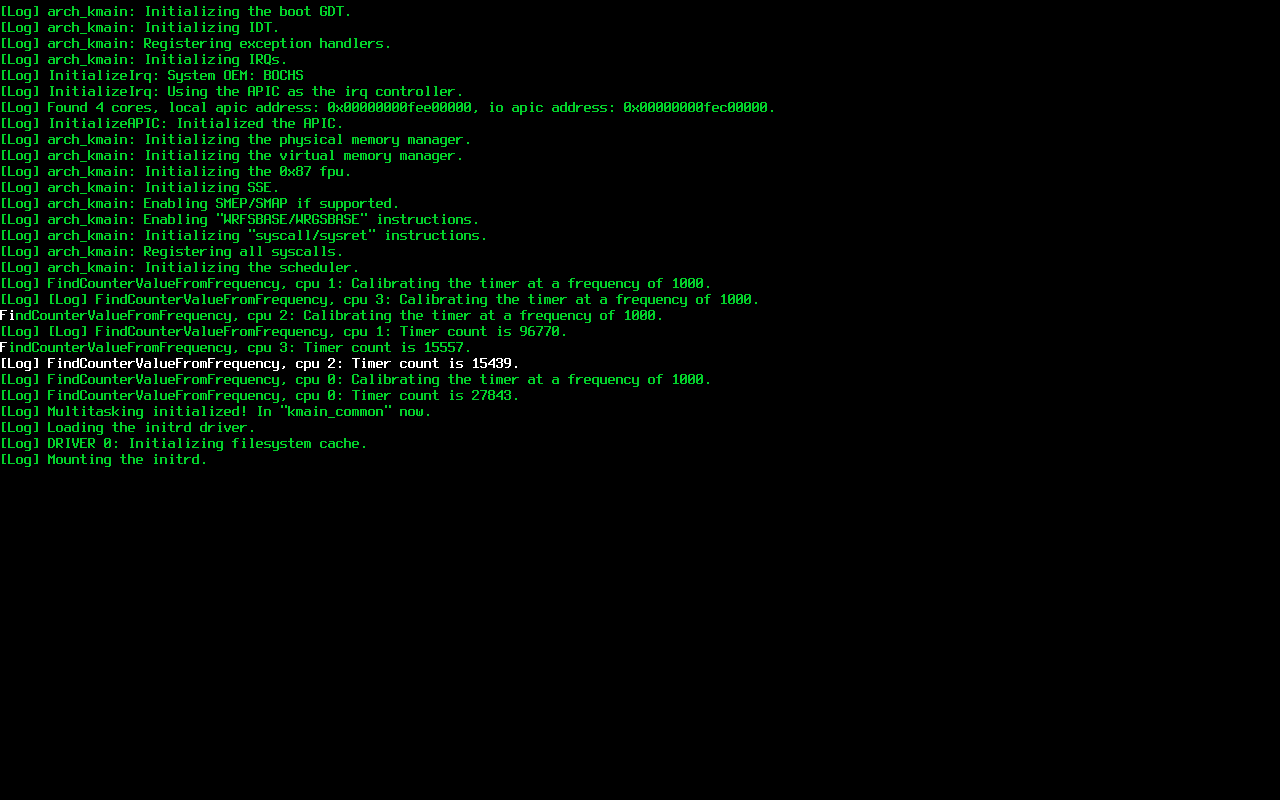 [Log] arch_kmain: Initializing the boot GDT.
[Log] arch_kmain: Initializing IDT.
[Log] arch_kmain: Registering exception handlers.
[Log] arch_kmain: Initializing IRQs.
[Log] InitializeIrq: System OEM: BOCHS
[Log] InitializeIrq: Using the APIC as the irq controller.
[Log] Found 4 cores, local apic address: 0x00000000fee00000, io apic address: 0x00000000fec00000.
[Log] InitializeAPIC: Initialized the APIC.
[Log] arch_kmain: Initializing the physical memory manager.
[Log] arch_kmain: Initializing the virtual memory manager.
[Log] arch_kmain: Initializing the 0x87 fpu.
[Log] arch_kmain: Initializing SSE.
[Log] arch_kmain: Enabling SMEP/SMAP if supported.
[Log] arch_kmain: Enabling "WRFSBASE/WRGSBASE" instructions.
[Log] arch_kmain: Initializing "syscall/sysret" instructions.
[Log] arch_kmain: Registering all syscalls.
[Log] arch_kmain: Initializing the scheduler.
[Log] FindCounterValueFromFrequency, cpu 1: Calibrating the timer at a frequency of 1000.
[Log] [Log] FindCounterValueFromFrequency, cpu 3: Calibrating the timer at a frequency of 1000.
FindCounterValueFromFrequency, cpu 2: Calibrating the timer at a frequency of 1000.
[Log] [Log] FindCounterValueFromFrequency, cpu 1: Timer count is 96770.
FindCounterValueFromFrequency, cpu 3: Timer count is 15557.
[Log] FindCounterValueFromFrequency, cpu 2: Timer count is 15439.
[Log] FindCounterValueFromFrequency, cpu 0: Calibrating the timer at a frequency of 1000.
[Log] FindCounterValueFromFrequency, cpu 0: Timer count is 27843.
[Log] Multitasking initialized! In "kmain_common" now.
[Log] Loading the initrd driver.
[Log] DRIVER 0: Initializing filesystem cache.
[Log] Mounting the initrd.